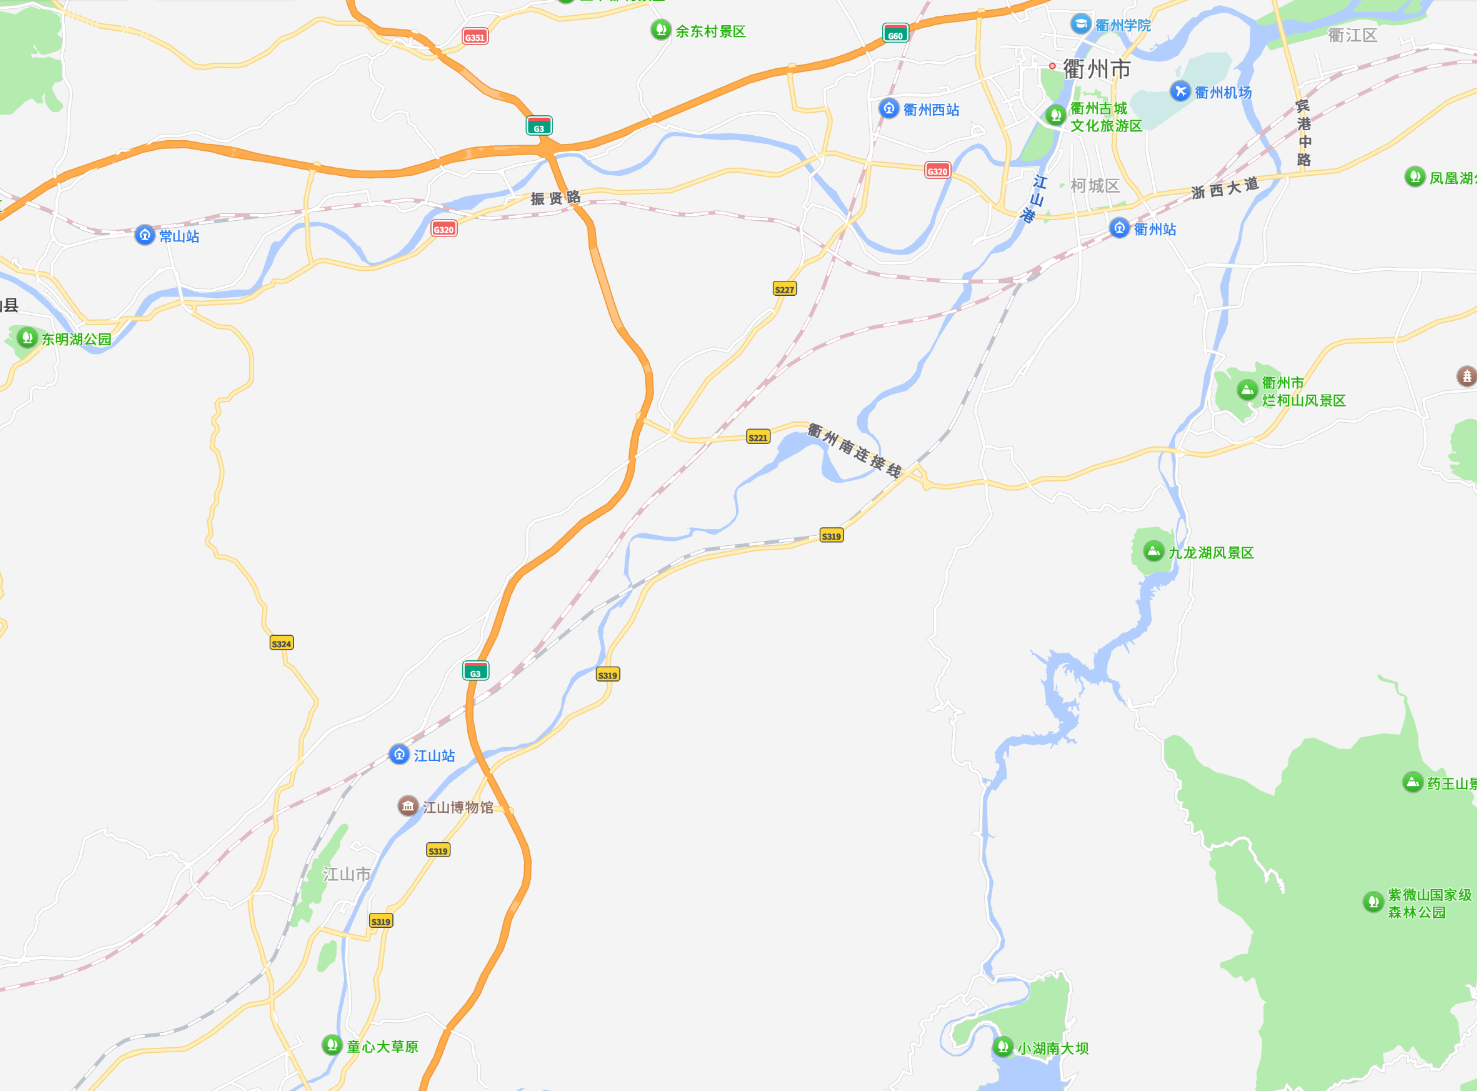 G351
余东村景区
G60
衢州学院
衢江区
衢州市
衢州机场
衢州西站
衢州古城
文化旅游区
宾港中路
G3
G320
凤凰湖公
振贤路
江山港
柯城区
浙西大道
G320
常山站
衢州站
S227
山县
东明湖公园
衢州市
烂柯山风景区
S221
衢州南连接线
S319
九龙湖风景区
S324
G3
S319
江山站
药王山景
江山博物馆
S319
江山市
紫微山国家级
森林公园
S319
童心大草原
小湖南大坝